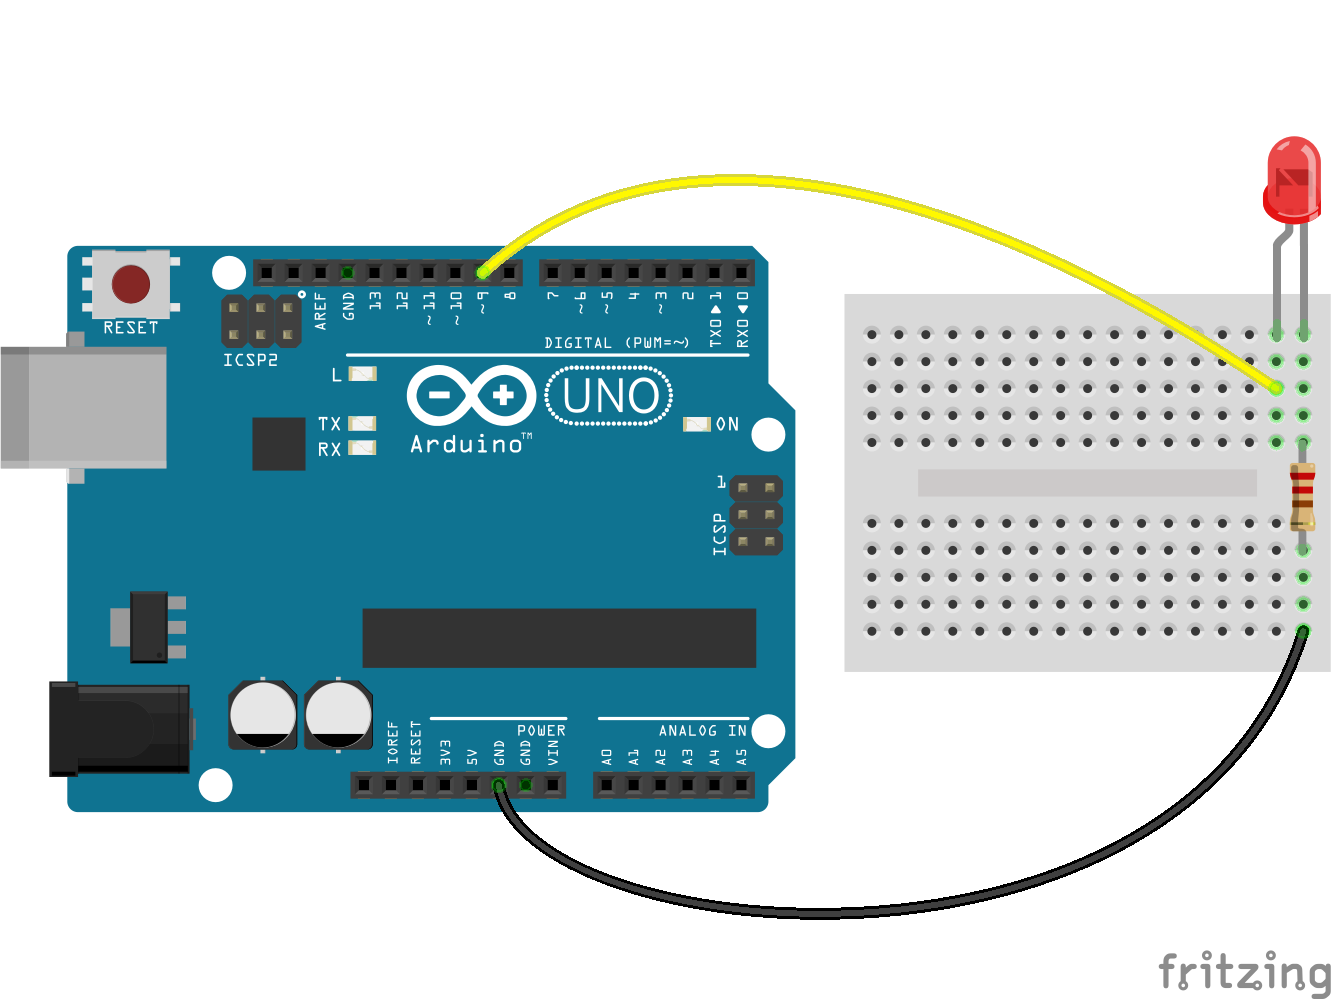 RESET
ICSP2
AREF
GND
13
12
~11
~10
~9
8
7
~6
~5
4
~3
2
TX0▶1
RX0◀0
DIGITAL (PWM=~)
L
TX
RX
Arduino™
UNO
ON
1
ICSP
IOREF
RESET
3V3
5V
GND
GND
VIN
POWER
ANALOG IN
A0
A1
A2
A3
A4
A5
fritzing